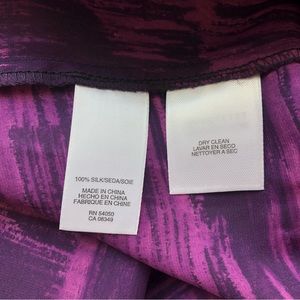 100% SILK/SEDA/SOIE
MADE IN CHINA
HECHO EN CHINA
FABRIQUE EN CHINE
RN 54050
CA 08349
DRY CLEAN
LAVAR EN SECO
NETTOYER A SEC